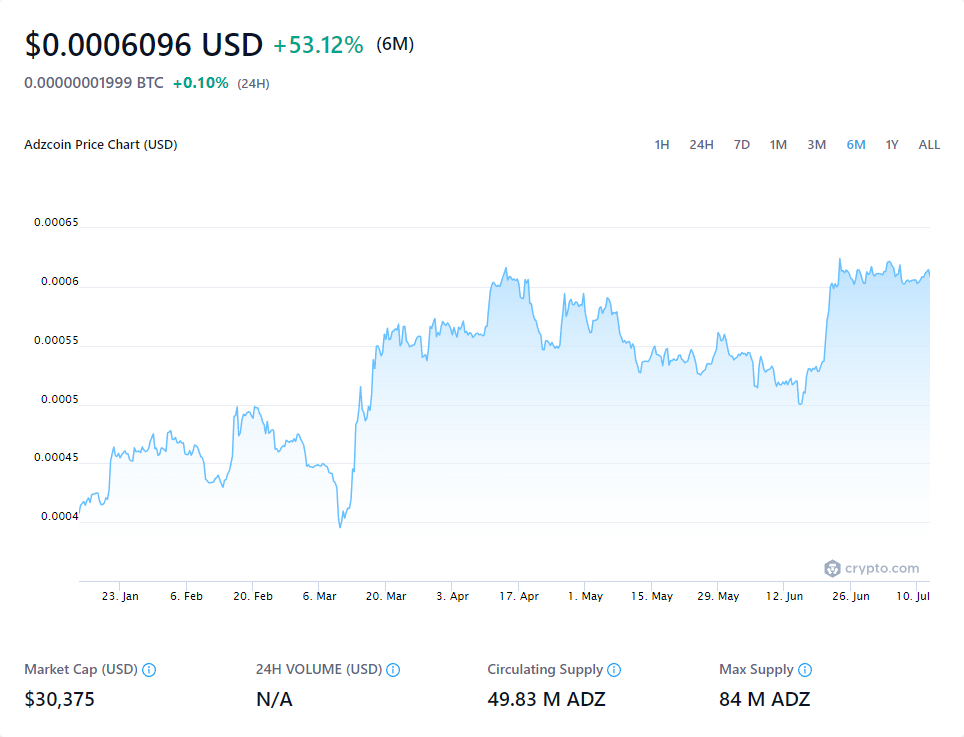 $0.0006096 USD +53.12% (6M)
0.00000001999 BTC +0.10% (24H)
Adzcoin Price Chart (USD) 1H 24H 7D 1M 3M 6M 1Y ALL
0.00065
0.0006
0.00055
0.0005
0.00045
0.0004
crypto.com
23. Jan 6. Feb 20. Feb 6. Mar 20. Mar 3. Apr 17. Apr 1. May 15. May 29. May 12. Jun 26. Jun 10. Jul
Market Cap (USD) 24H VOLUME (USD) Circulating Supply Max Supply
$30,375 N/A 49.83 M ADZ 84 M ADZ